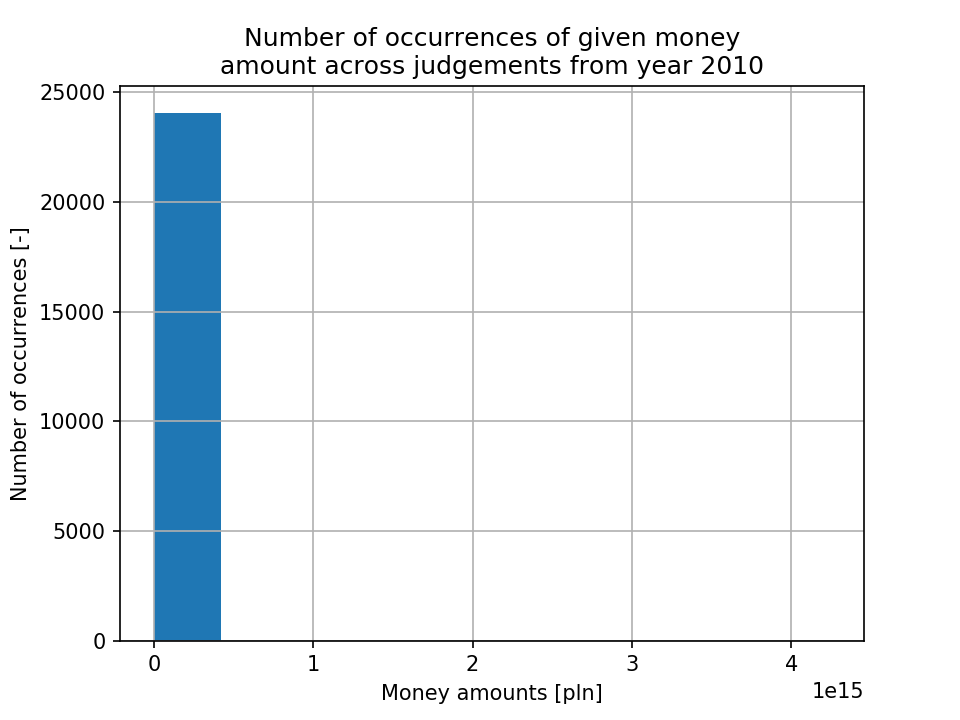 Number of occurrences of given money
amount across judgements from year 2010
25000
20000
15000
10000
5000
0
Number of occurrences [-]
0 1 2 3 4
1e15
Money amounts [pln]